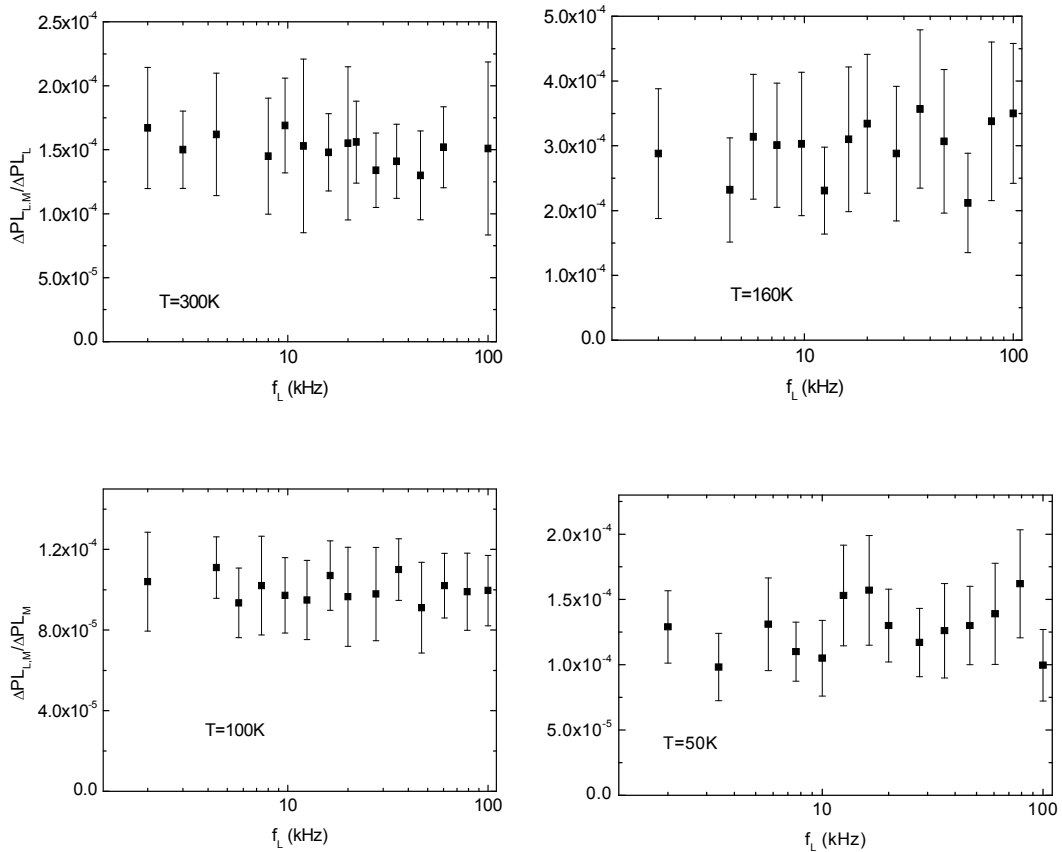 2.5x10⁻⁴
2.0x10⁻⁴
1.5x10⁻⁴
1.0x10⁻⁴
5.0x10⁻⁵
0.0
ΔPL_{L,M}/ΔPL_L
T=300K
10
100
f_L (kHz)
5.0x10⁻⁴
4.0x10⁻⁴
3.0x10⁻⁴
2.0x10⁻⁴
1.0x10⁻⁴
0.0
T=160K
10
100
f_L (kHz)
1.2x10⁻⁴
8.0x10⁻⁵
4.0x10⁻⁵
0.0
ΔPL_{L,M}/ΔPL_M
T=100K
10
100
f_L (kHz)
2.0x10⁻⁴
1.5x10⁻⁴
1.0x10⁻⁴
5.0x10⁻⁵
0.0
T=50K
10
100
f_L (kHz)